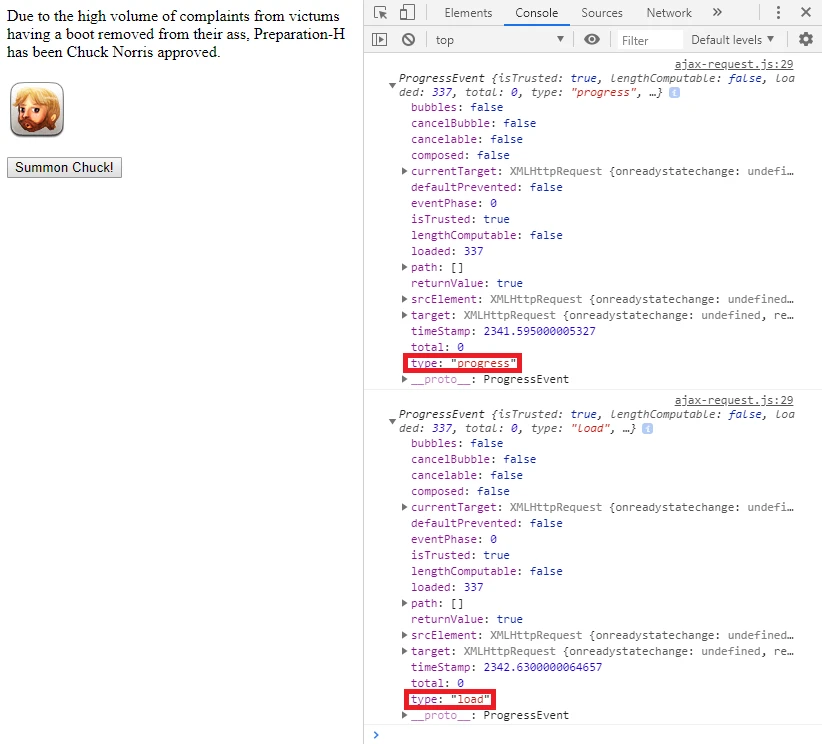 Due to the high volume of complaints from victums
having a boot removed from their ass, Preparation-H
has been Chuck Norris approved.
Summon Chuck!
Elements Console Sources Network »
top Filter Default levels ▼
ajax-request.js:29
ProgressEvent {isTrusted: true, lengthComputable: false, loa
ded: 337, total: 0, type: "progress", …} i
bubbles: false
cancelBubble: false
cancelable: false
composed: false
currentTarget: XMLHttpRequest {onreadystatechange: undefi…
defaultPrevented: false
eventPhase: 0
isTrusted: true
lengthComputable: false
loaded: 337
path: []
returnValue: true
srcElement: XMLHttpRequest {onreadystatechange: undefined…
target: XMLHttpRequest {onreadystatechange: undefined, re…
timeStamp: 2341.595000005327
total: 0
type: "progress"
__proto__: ProgressEvent
ajax-request.js:29
ProgressEvent {isTrusted: true, lengthComputable: false, loa
ded: 337, total: 0, type: "load", …} i
bubbles: false
cancelBubble: false
cancelable: false
composed: false
currentTarget: XMLHttpRequest {onreadystatechange: undefi…
defaultPrevented: false
eventPhase: 0
isTrusted: true
lengthComputable: false
loaded: 337
path: []
returnValue: true
srcElement: XMLHttpRequest {onreadystatechange: undefined…
target: XMLHttpRequest {onreadystatechange: undefined, re…
timeStamp: 2342.6300000064657
total: 0
type: "load"
__proto__: ProgressEvent